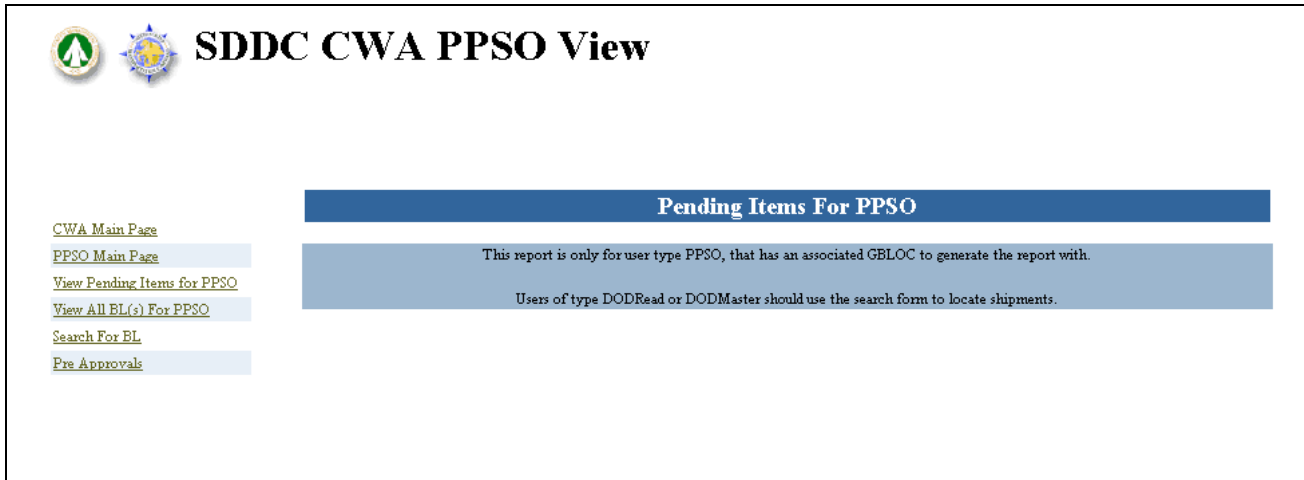 SDDC CWA PPSO View
Pending Items For PPSO
CWA Main Page
PPSO Main Page
View Pending Items for PPSO
View All BL(s) For PPSO
Search For BL
Pre Approvals
This report is only for user type PPSO, that has an associated GBLOC to generate the report with.
Users of type DODRead or DODMaster should use the search form to locate shipments.